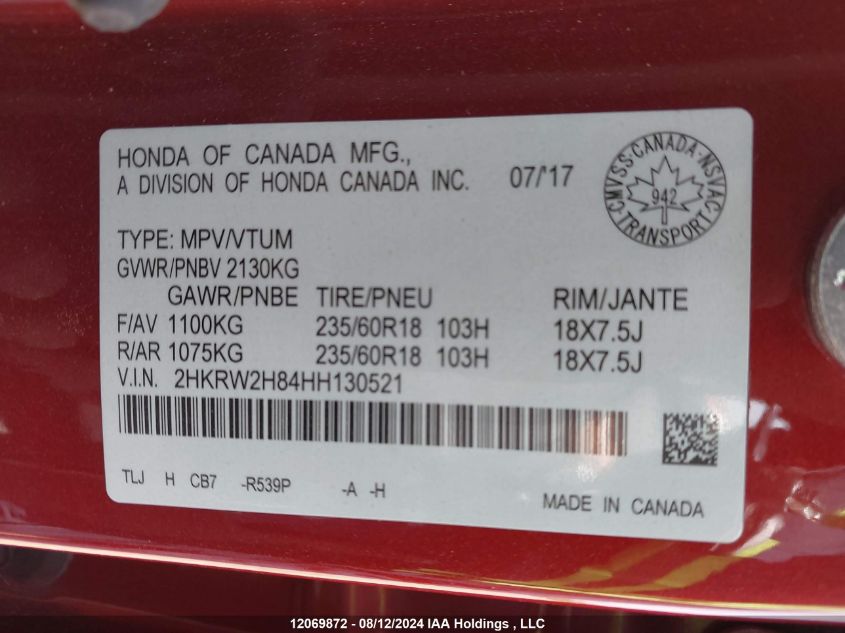 HONDA OF CANADA MFG.,
A DIVISION OF HONDA CANADA INC. 07/'17
CMVSS·CANADA·NSVAC·TRANSPORT·
942
TYPE: MPV/VTUM
GVWR/PNBV 2130KG
GAWR/PNBE TIRE/PNEU RIM/JANTE
F/AV 1100KG 235/60R18 103H 18X7.5J
R/AR 1075KG 235/60R18 103H 18X7.5J
V.I.N. 2HKRW2H84HH130521
TLJ H CB7 -R539P -A -H
MADE IN CANADA
12069872 - 08/12/2024 IAA Holdings , LLC